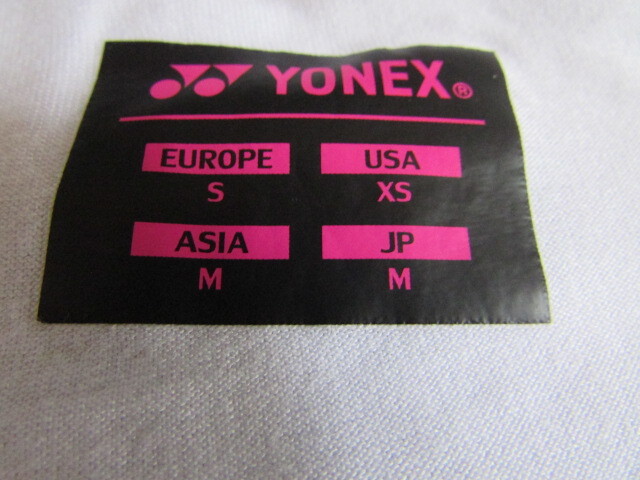 YONEX®
EUROPE USA
S XS
ASIA JP
M M